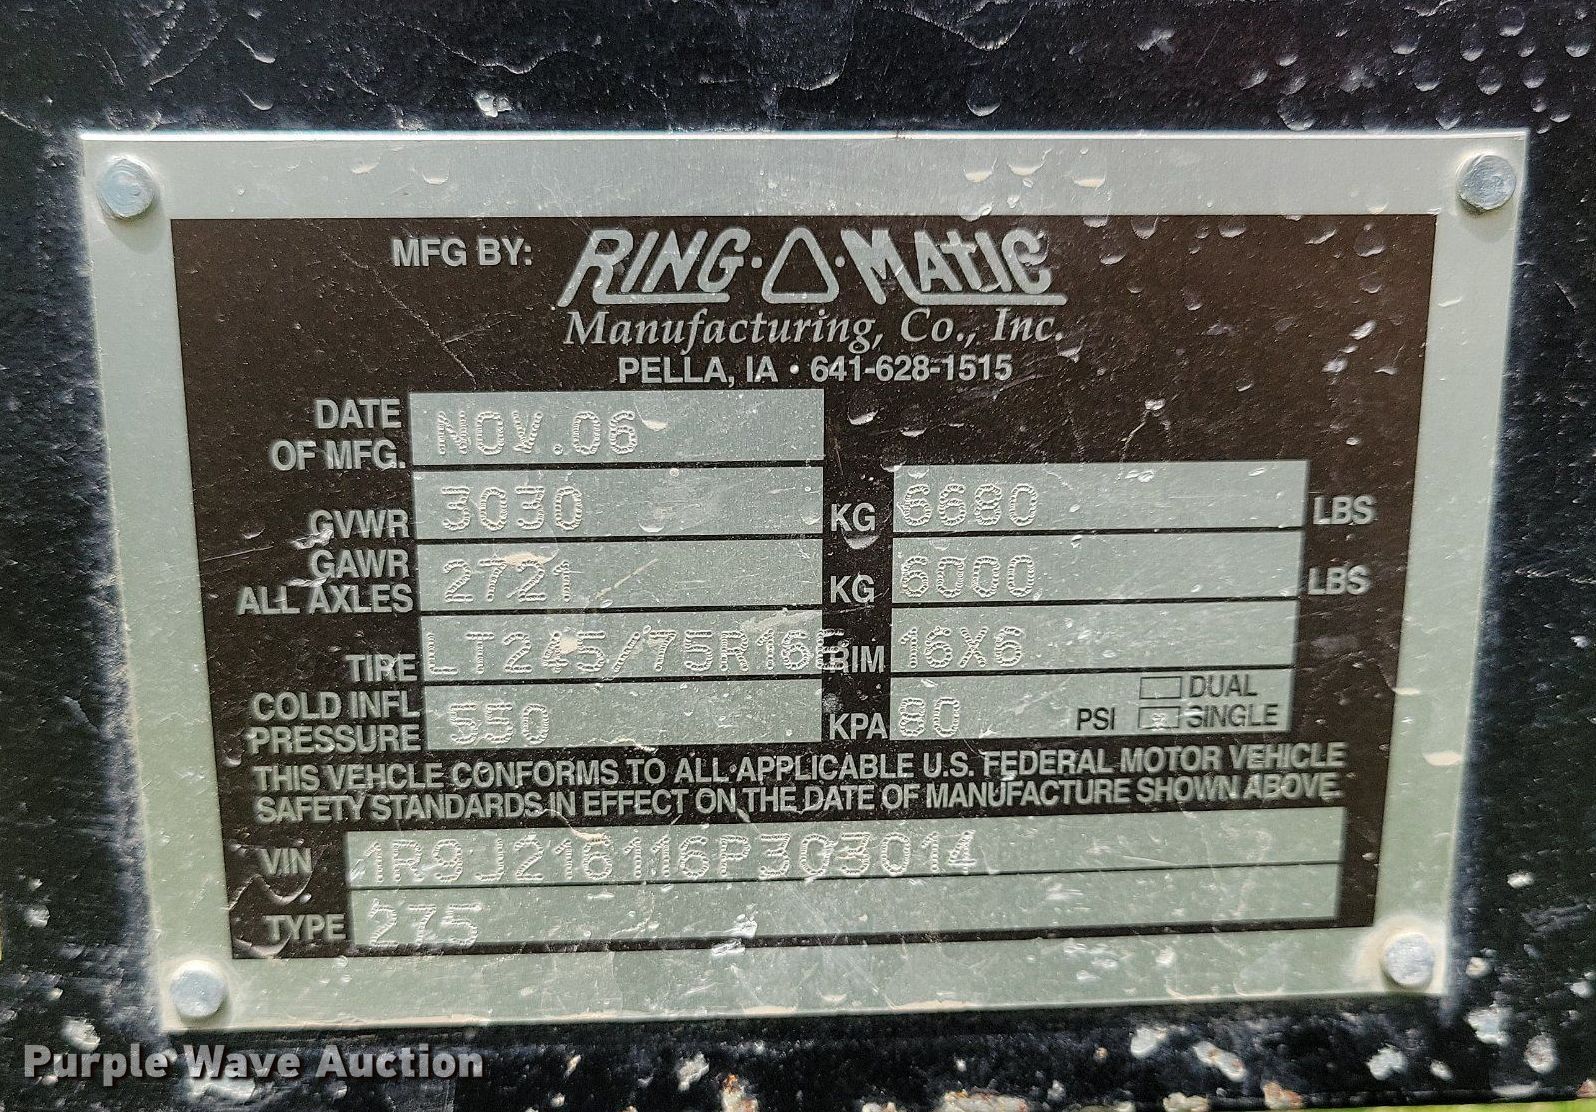 MFG BY: RING·O·MATIC
Manufacturing, Co., Inc.
PELLA, IA • 641-628-1515
DATE OF MFG. NOV.06
GVWR 3030 KG 6680 LBS
GAWR ALL AXLES 2721 KG 6000 LBS
TIRE LT245/75R16E RIM 16X6
COLD INFL PRESSURE 550 KPA 80 PSI DUAL
X SINGLE
THIS VEHCLE CONFORMS TO ALL APPLICABLE U.S. FEDERAL MOTOR VEHICLE
SAFETY STANDARDS IN EFFECT ON THE DATE OF MANUFACTURE SHOWN ABOVE.
VIN 1R9J216116P303014
TYPE 275
Purple Wave Auction